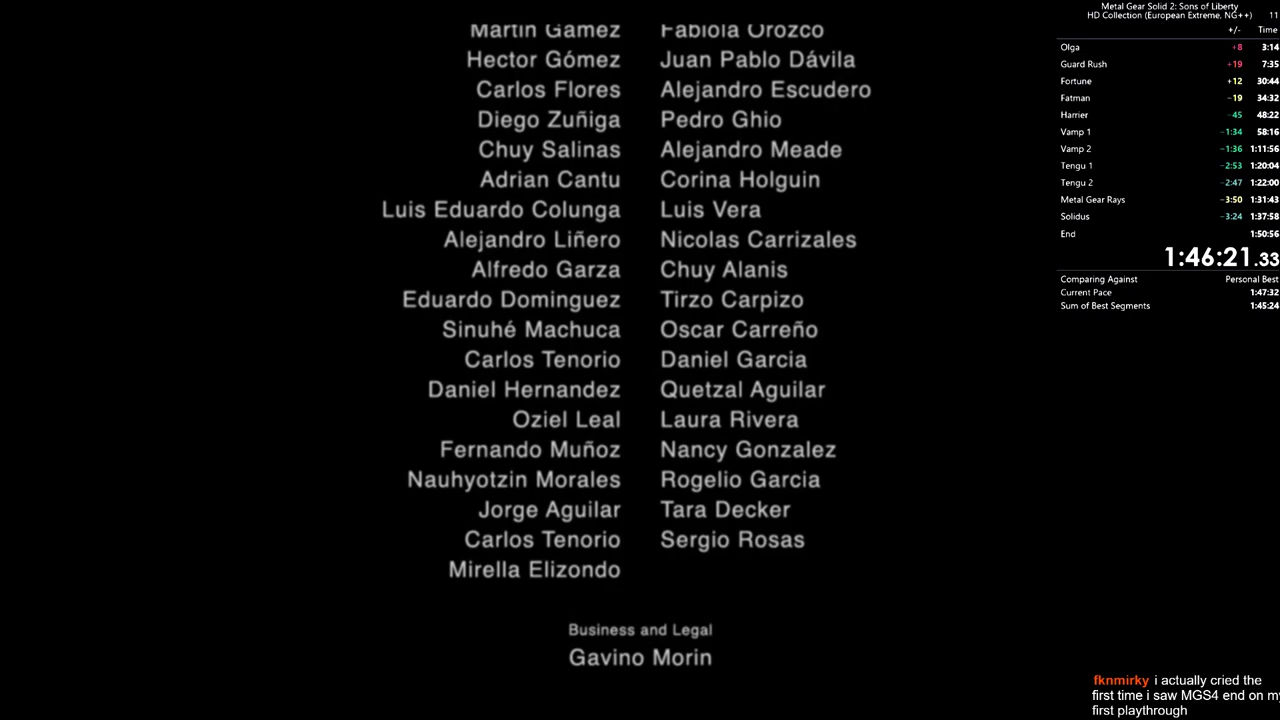 Metal Gear Solid 2: Sons of Liberty
HD Collection (European Extreme, NG++) 11
+/- Time
Olga +8 3:14
Guard Rush +19 7:35
Fortune +12 30:44
Fatman −19 34:32
Harrier −45 48:22
Vamp 1 −1:34 58:16
Vamp 2 −1:36 1:11:56
Tengu 1 −2:53 1:20:04
Tengu 2 −2:47 1:22:00
Metal Gear Rays −3:50 1:31:43
Solidus −3:24 1:37:58
End 1:50:56
1:46:21.33
Comparing Against Personal Best
Current Pace 1:47:32
Sum of Best Segments 1:45:24
Martin Gamez Fabiola Orozco
Hector Gómez Juan Pablo Dávila
Carlos Flores Alejandro Escudero
Diego Zuñiga Pedro Ghio
Chuy Salinas Alejandro Meade
Adrian Cantu Corina Holguin
Luis Eduardo Colunga Luis Vera
Alejandro Liñero Nicolas Carrizales
Alfredo Garza Chuy Alanis
Eduardo Dominguez Tirzo Carpizo
Sinuhé Machuca Oscar Carreño
Carlos Tenorio Daniel Garcia
Daniel Hernandez Quetzal Aguilar
Oziel Leal Laura Rivera
Fernando Muñoz Nancy Gonzalez
Nauhyotzin Morales Rogelio Garcia
Jorge Aguilar Tara Decker
Carlos Tenorio Sergio Rosas
Mirella Elizondo
Business and Legal
Gavino Morin
fknmirky i actually cried the
first time i saw MGS4 end on my
first playthrough